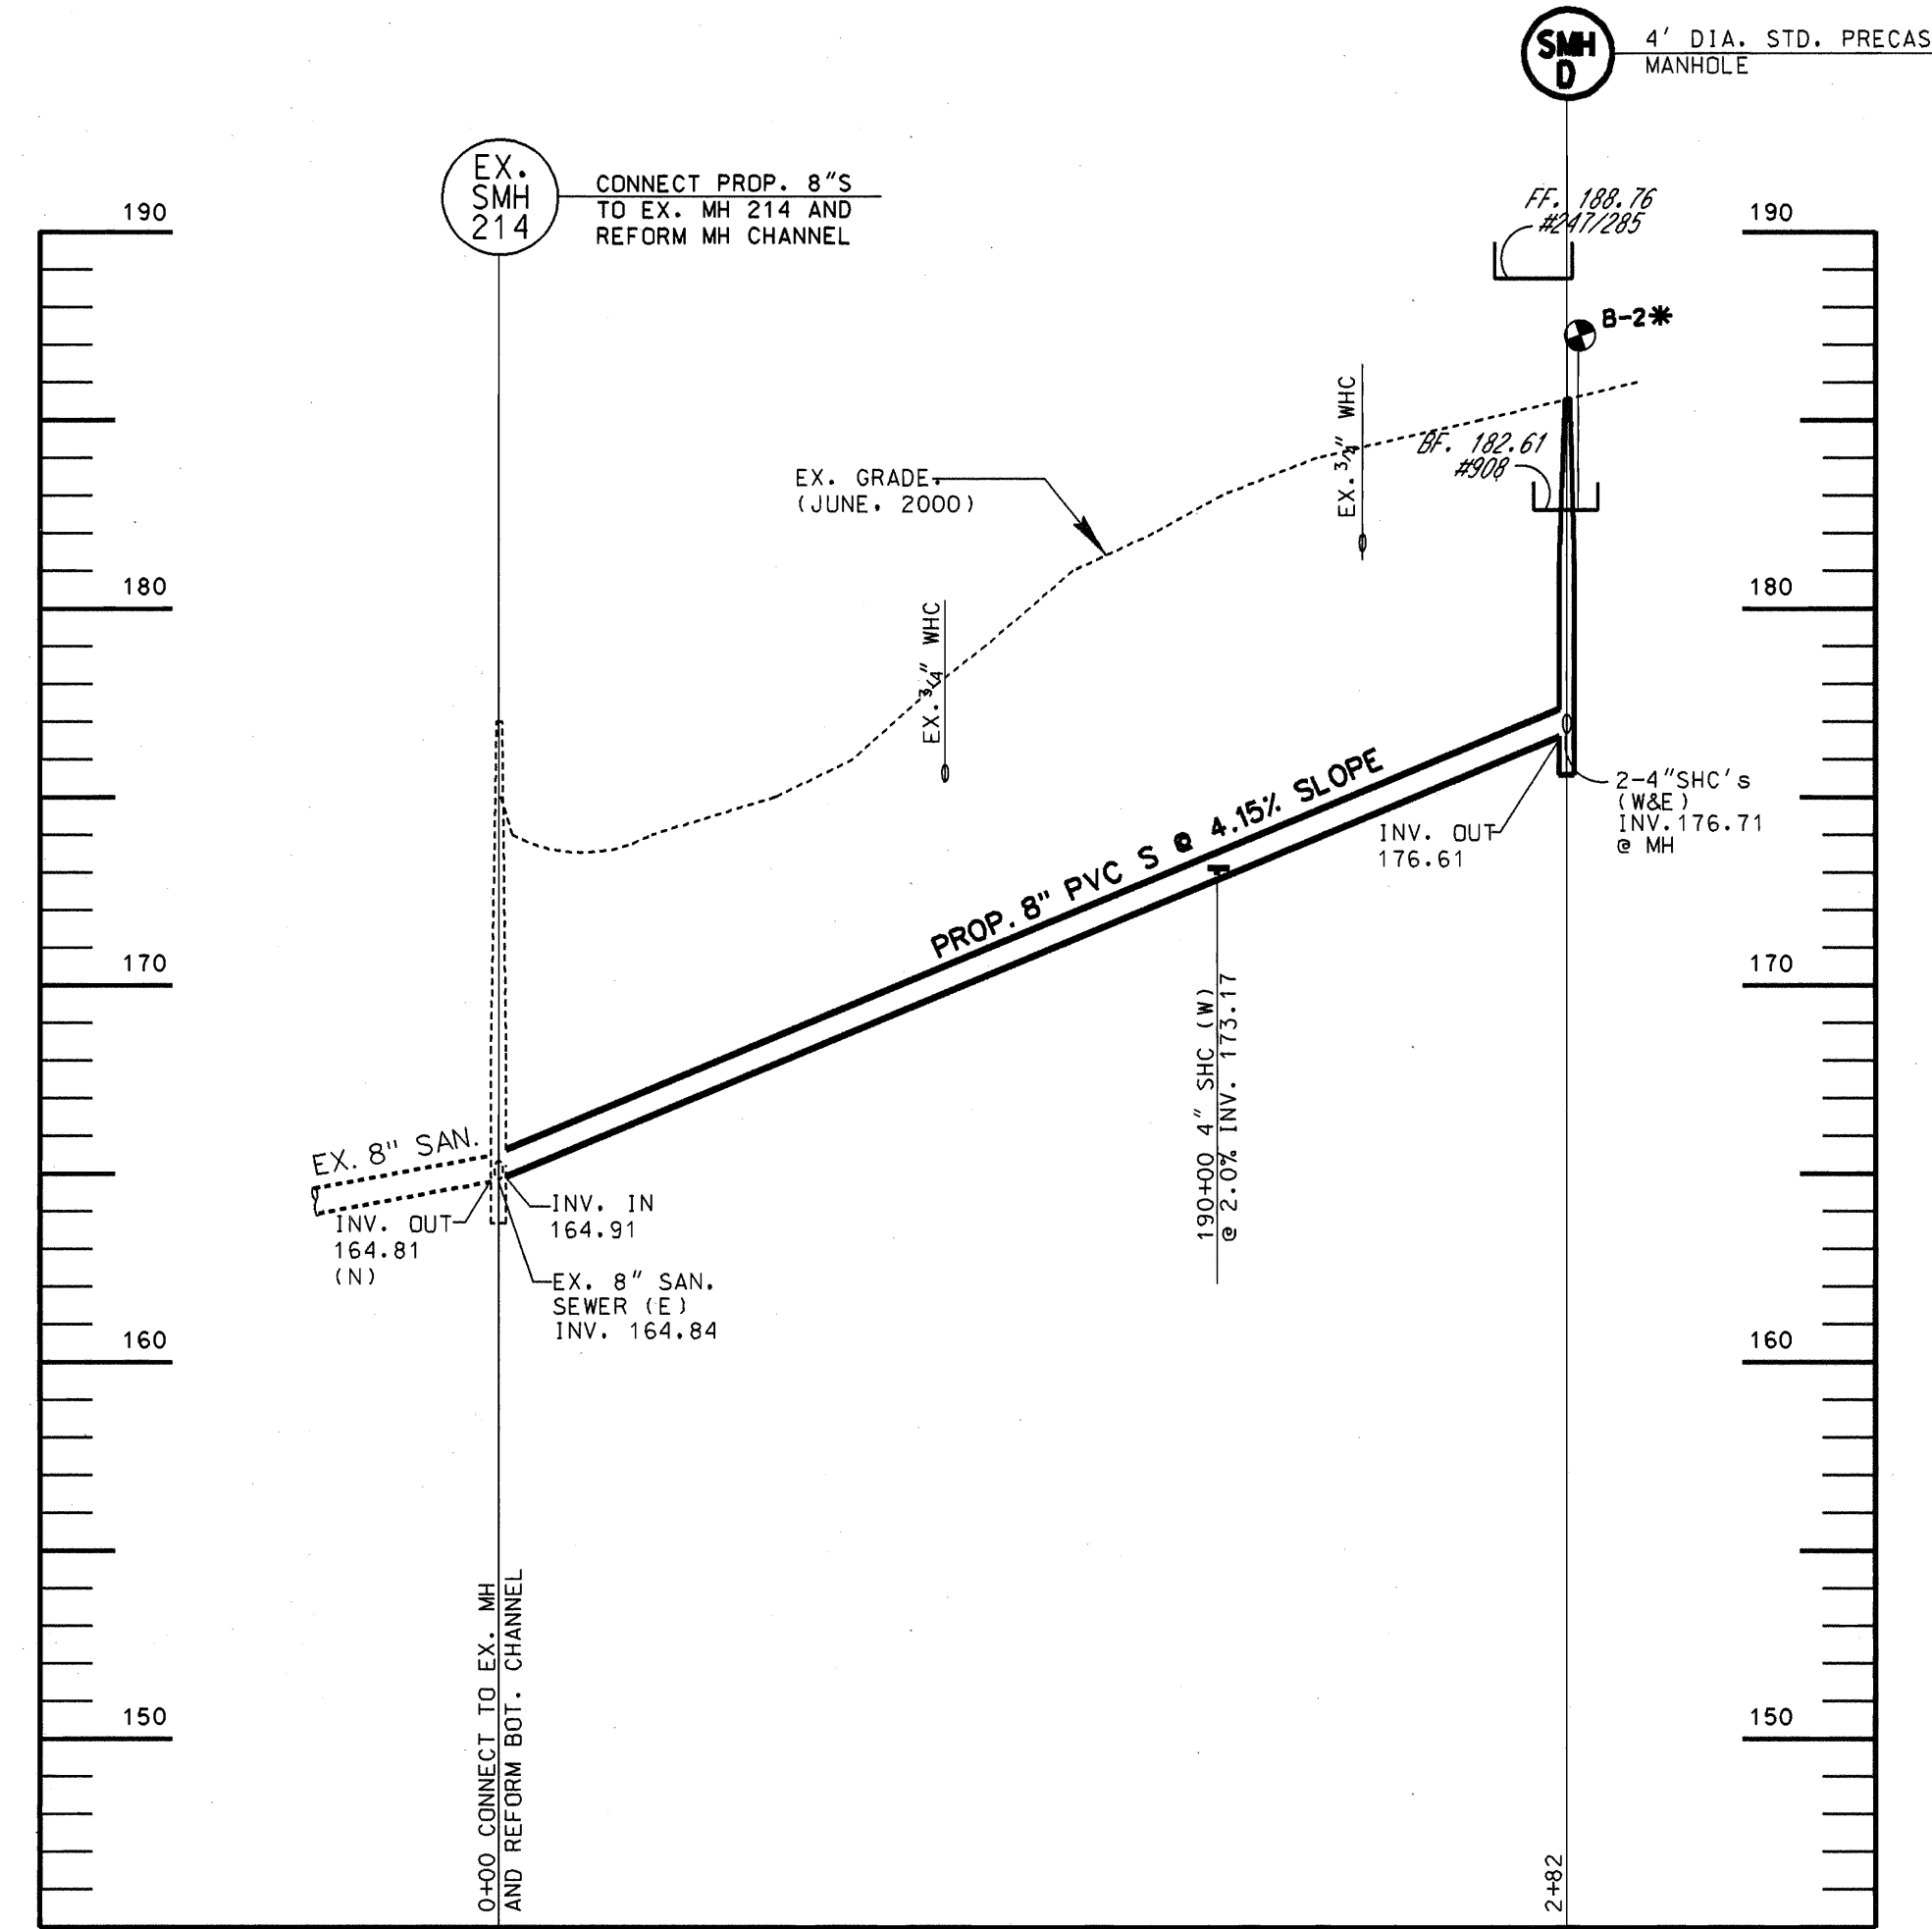 SMH
D
4' DIA. STD. PRECAS
MANHOLE
EX.
SMH
214
CONNECT PROP. 8"S
TO EX. MH 214 AND
REFORM MH CHANNEL
190
FF. 188.76
#247/285
190
B-2*
EX. 3/4" WHC
BF. 182.61
#908
EX. GRADE.
(JUNE, 2000)
180
EX. 3/4" WHC
180
PROP. 8" PVC S @ 4.15% SLOPE
2-4"SHC's
(W&E)
INV.176.71
@ MH
INV. OUT
176.61
170
170
190+00 4" SHC (W)
@ 2.0% INV. 173.17
EX. 8" SAN.
INV. OUT
164.81
(N)
INV. IN
164.91
EX. 8" SAN.
SEWER (E)
INV. 164.84
160
160
150
150
0+00 CONNECT TO EX. MH
AND REFORM BOT. CHANNEL
2+82